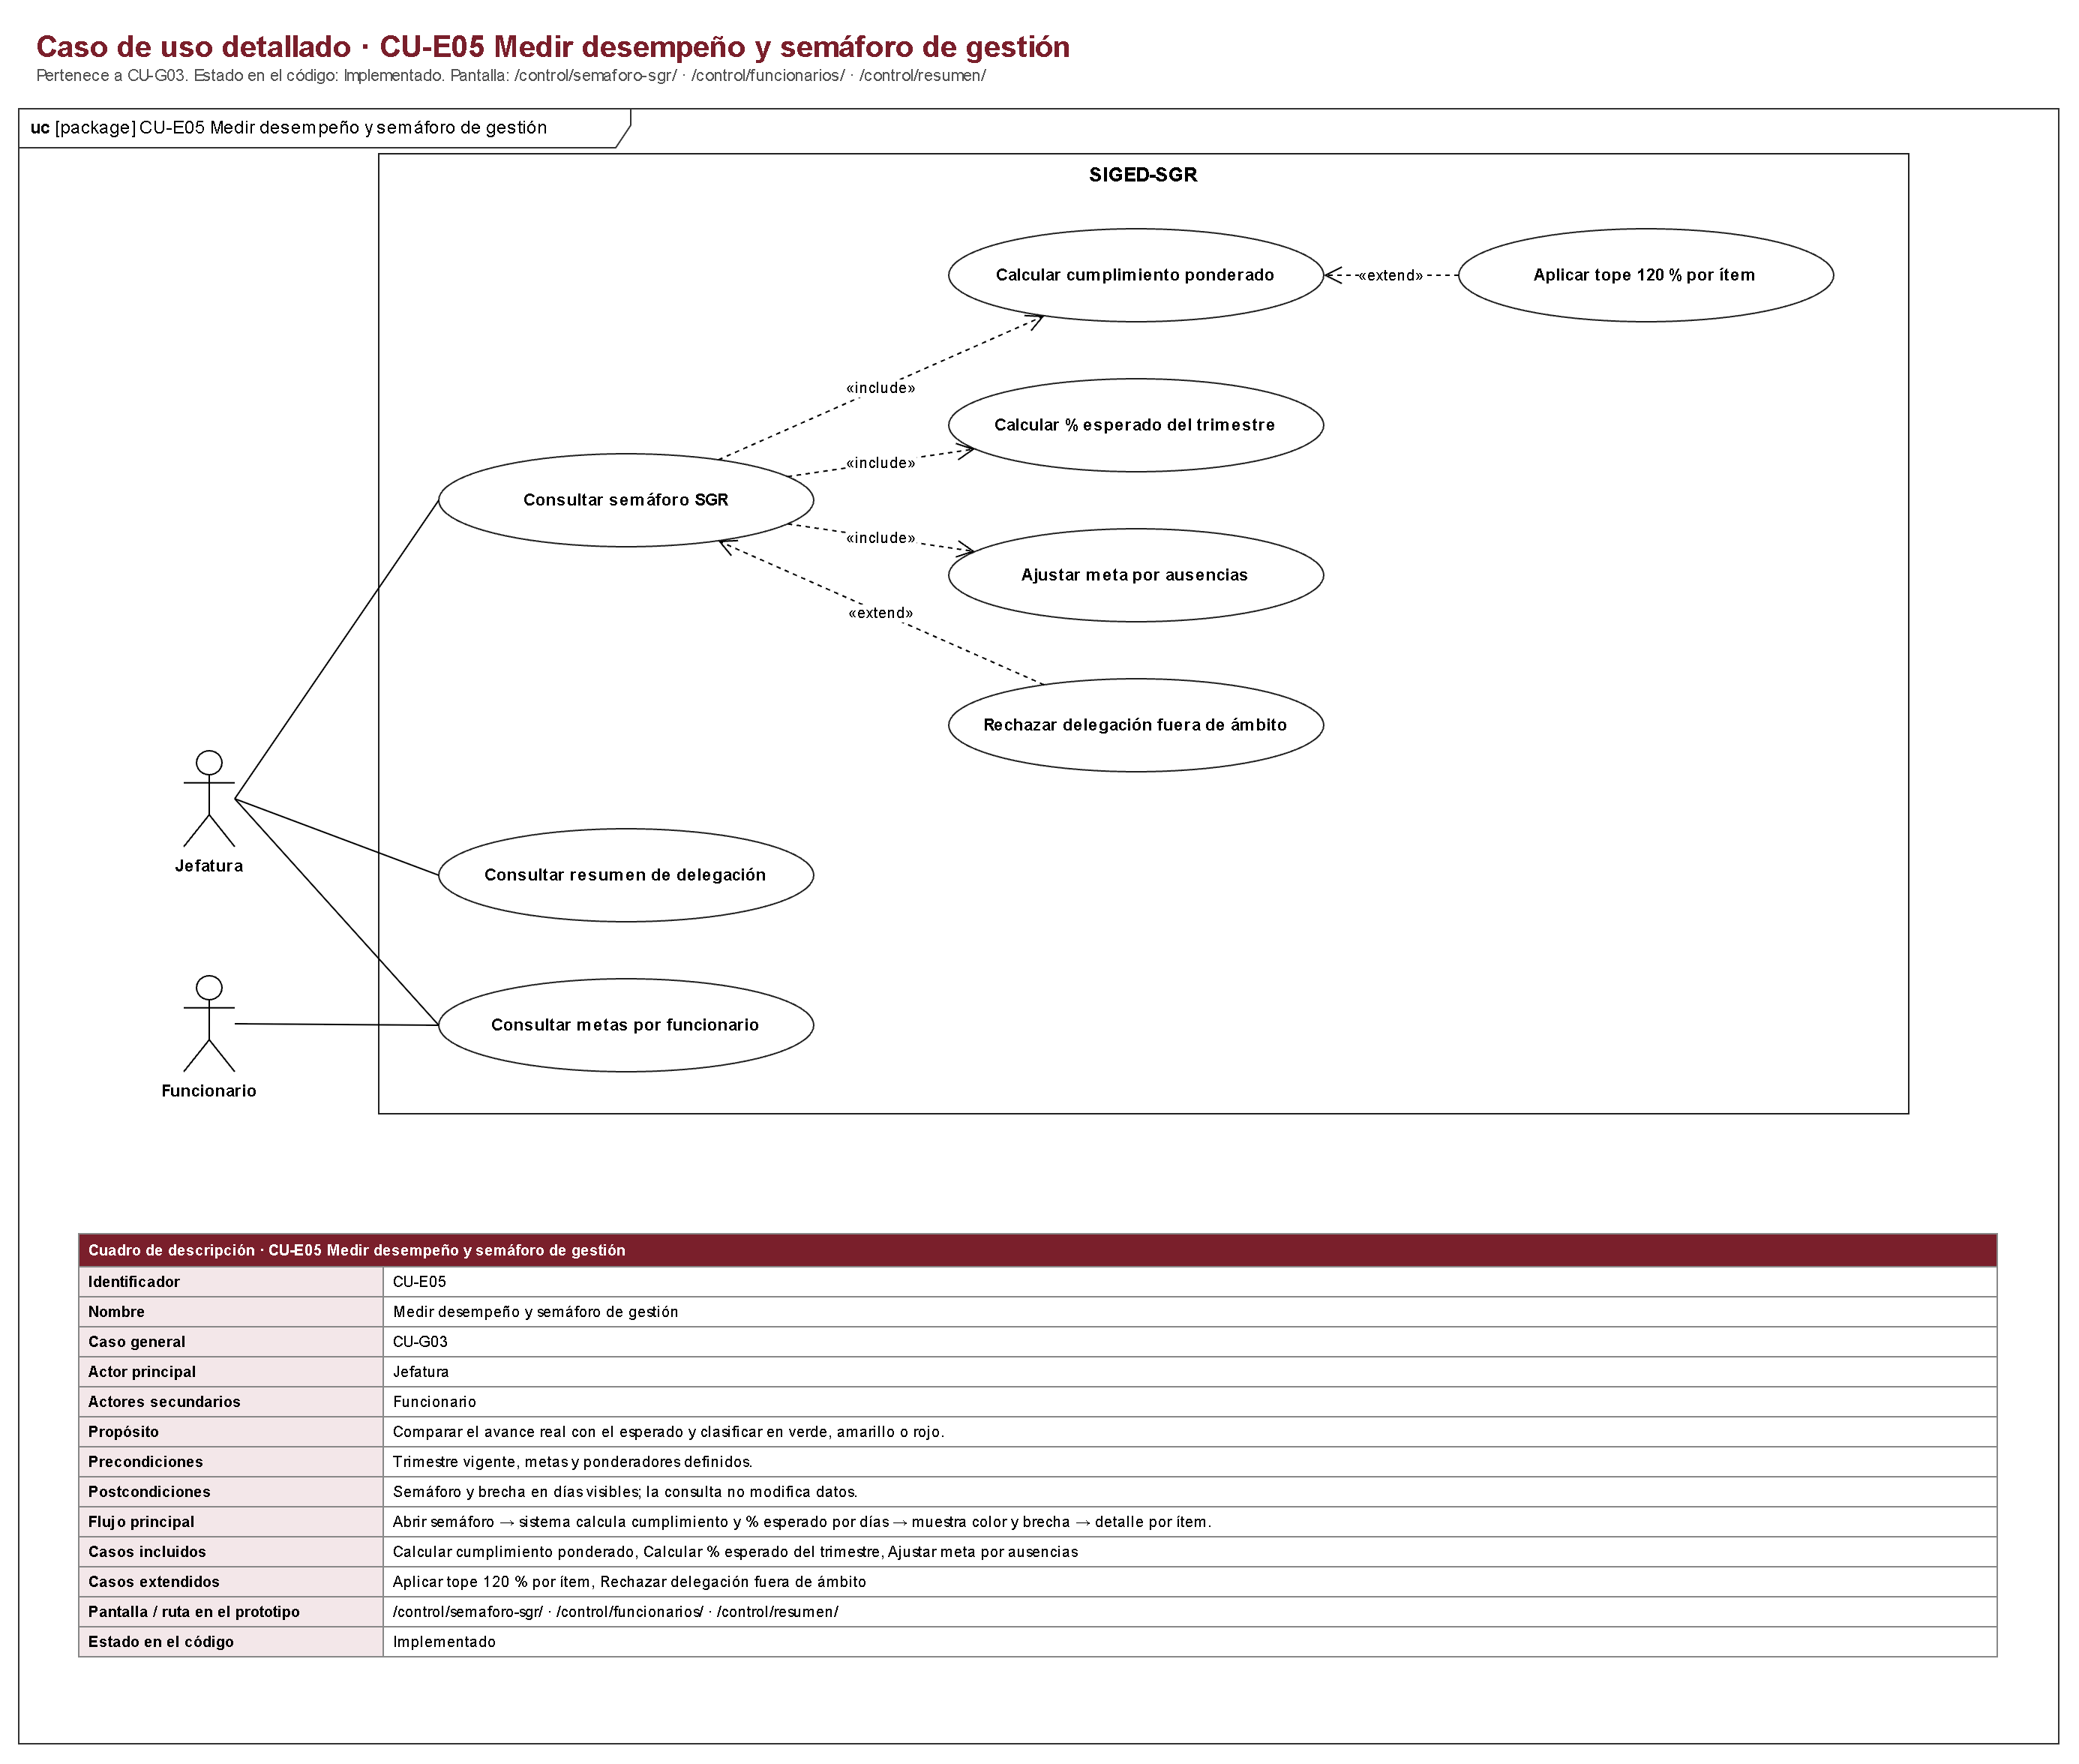 Caso de uso detallado · CU-E05 Medir desempeño y semáforo de gestión
Pertenece a CU-G03. Estado en el código: Implementado. Pantalla: /control/semaforo-sgr/ · /control/funcionarios/ · /control/resumen/
uc [package] CU-E05 Medir desempeño y semáforo de gestión
SIGED-SGR
Calcular cumplimiento ponderado
«extend»
Aplicar tope 120 % por ítem
«include»
Calcular % esperado del trimestre
«include»
Consultar semáforo SGR
«include»
Ajustar meta por ausencias
«extend»
Rechazar delegación fuera de ámbito
Jefatura
Consultar resumen de delegación
Consultar metas por funcionario
Funcionario
Cuadro de descripción · CU-E05 Medir desempeño y semáforo de gestión
Identificador CU-E05
Nombre Medir desempeño y semáforo de gestión
Caso general CU-G03
Actor principal Jefatura
Actores secundarios Funcionario
Propósito Comparar el avance real con el esperado y clasificar en verde, amarillo o rojo.
Precondiciones Trimestre vigente, metas y ponderadores definidos.
Postcondiciones Semáforo y brecha en días visibles; la consulta no modifica datos.
Flujo principal Abrir semáforo → sistema calcula cumplimiento y % esperado por días → muestra color y brecha → detalle por ítem.
Casos incluidos Calcular cumplimiento ponderado, Calcular % esperado del trimestre, Ajustar meta por ausencias
Casos extendidos Aplicar tope 120 % por ítem, Rechazar delegación fuera de ámbito
Pantalla / ruta en el prototipo /control/semaforo-sgr/ · /control/funcionarios/ · /control/resumen/
Estado en el código Implementado